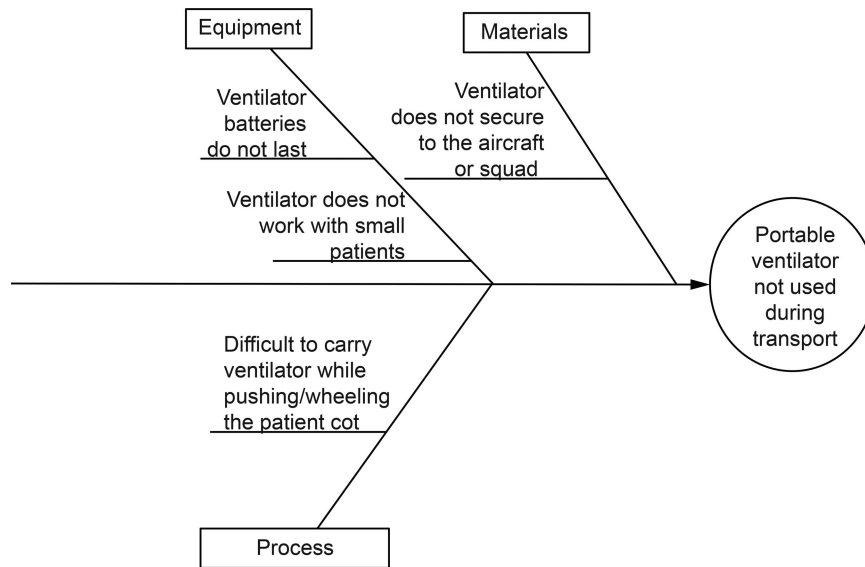 Equipment
Materials
Ventilator
batteries
do not last
Ventilator
does not secure
to the aircraft
or squad
Ventilator does not
work with small
patients
Portable
ventilator
not used
during
transport
Difficult to carry
ventilator while
pushing/wheeling
the patient cot
Process